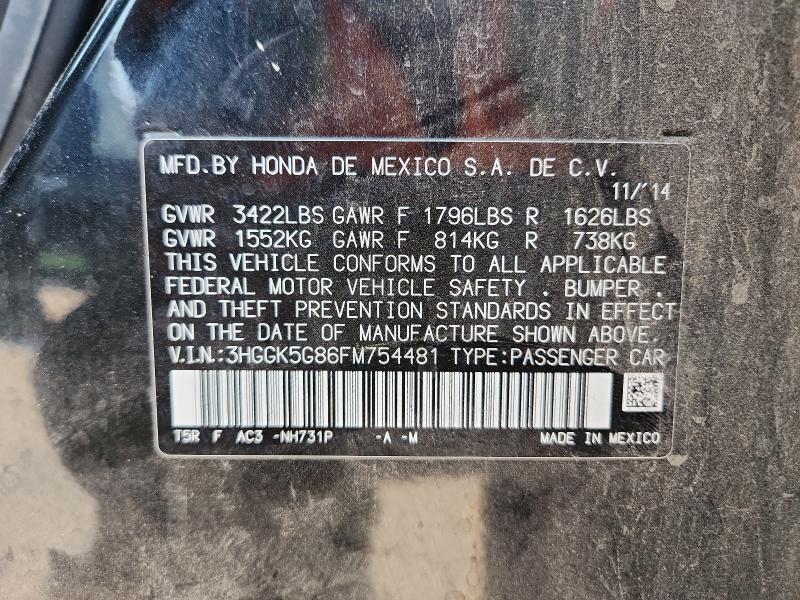 MFD.BY HONDA DE MEXICO S.A. DE C.V.
11/'14
GVWR 3422LBS GAWR F 1796LBS R 1626LBS
GVWR 1552KG GAWR F 814KG R 738KG
THIS VEHICLE CONFORMS TO ALL APPLICABLE
FEDERAL MOTOR VEHICLE SAFETY . BUMPER .
AND THEFT PREVENTION STANDARDS IN EFFECT
ON THE DATE OF MANUFACTURE SHOWN ABOVE.
V.I.N.:3HGGK5G86FM754481 TYPE:PASSENGER CAR
T5R F AC3 -NH731P -A -M MADE IN MEXICO